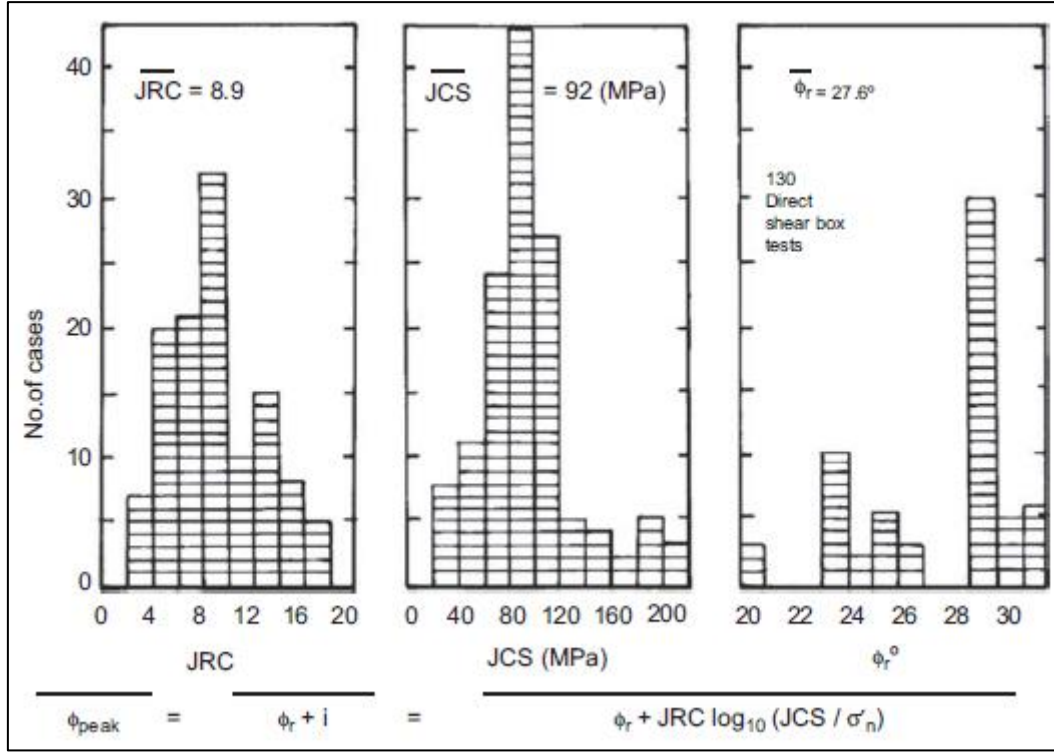 JRC = 8.9
JCS = 92 (MPa)
ϕr = 27.6º
130
Direct
shear box
tests
No.of cases
40
30
20
10
0
0 4 8 12 16 20
0 40 80 120 160 200
20 22 24 26 28 30
JRC
JCS (MPa)
ϕrº
ϕpeak = ϕr + i = ϕr + JRC log10 (JCS / σ'n)